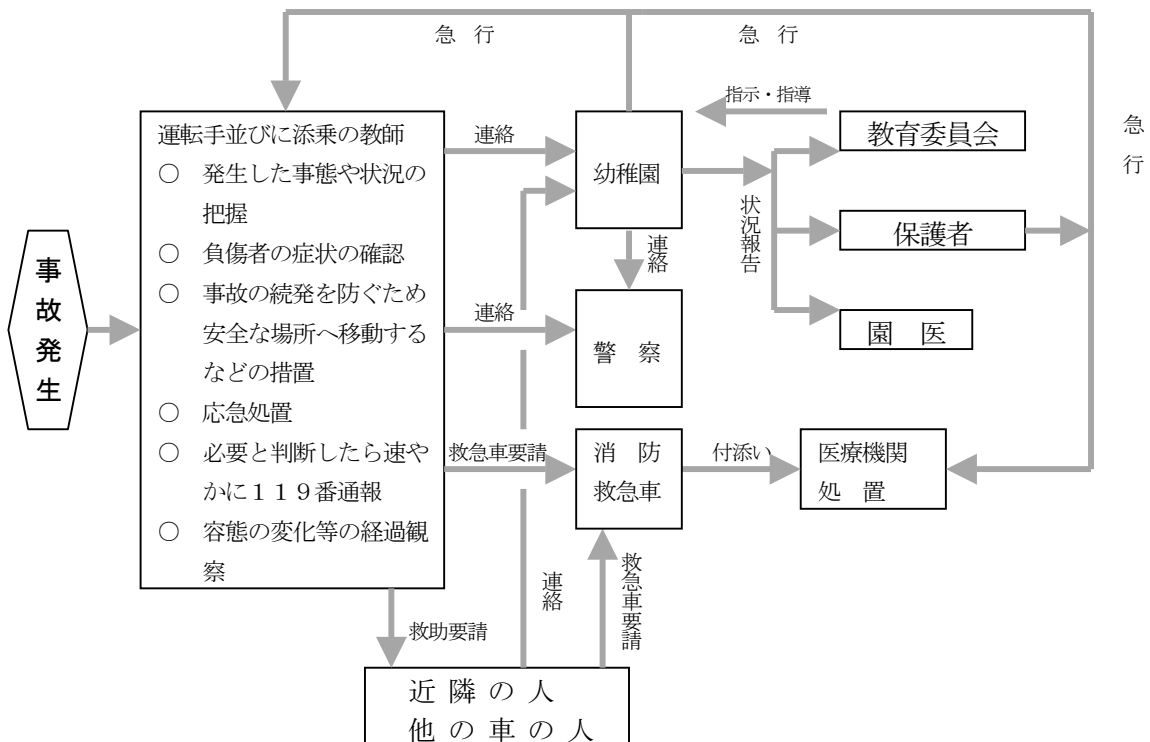 急 行
急 行
急行
事故発生
運転手並びに添乗の教師
○ 発生した事態や状況の
把握
○ 負傷者の症状の確認
○ 事故の続発を防ぐため
安全な場所へ移動する
などの措置
○ 応急処置
○ 必要と判断したら速や
かに１１９番通報
○ 容態の変化等の経過観
察
連絡
連絡
救急車要請
救助要請
幼稚園
連絡
警 察
消 防
救急車
指示・指導
状況報告
教育委員会
保護者
園 医
付添い
医療機関
処 置
連絡
救急車要請
近 隣 の 人
他 の 車 の 人